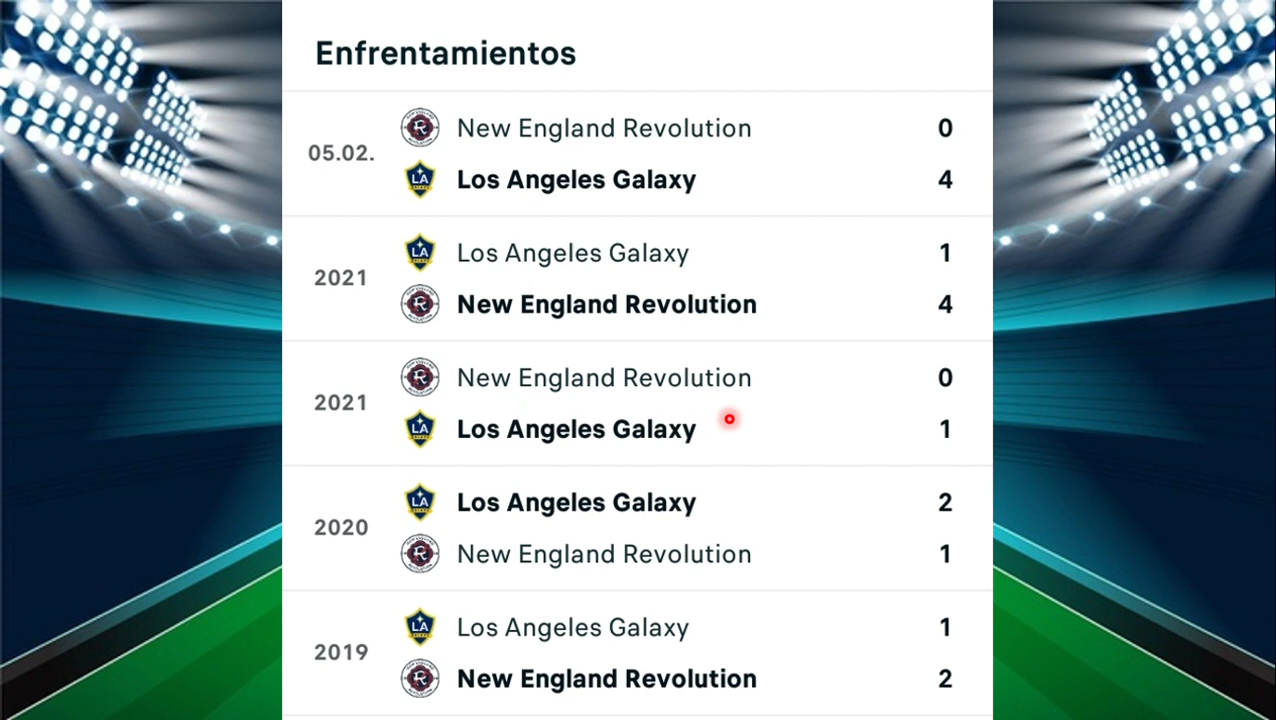 Enfrentamientos
05.02.
New England Revolution 0
Los Angeles Galaxy 4
2021
Los Angeles Galaxy 1
New England Revolution 4
2021
New England Revolution 0
Los Angeles Galaxy 1
2020
Los Angeles Galaxy 2
New England Revolution 1
2019
Los Angeles Galaxy 1
New England Revolution 2